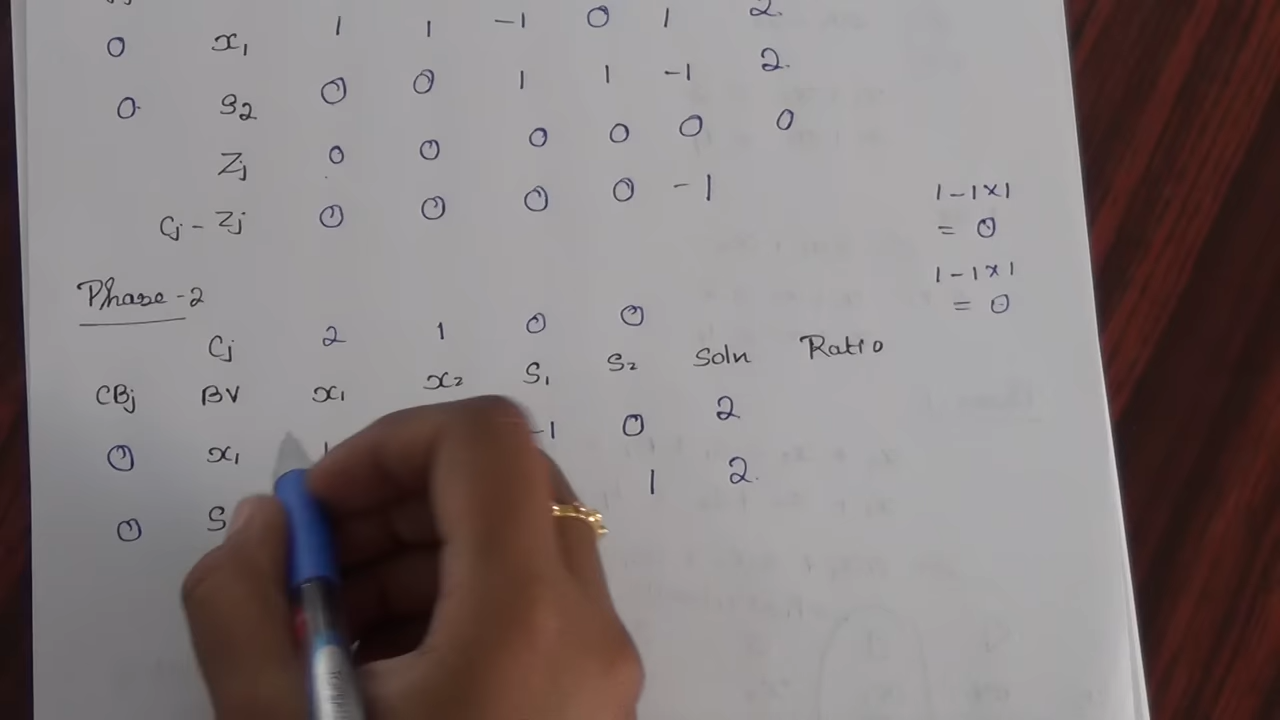 0 x₁ 1 1 -1 0 1 2.
0 S₂ 0 0 1 1 -1 2.
Zj 0 0 0 0 0 0
Cj - Zj 0 0 0 0 -1
1-1×1
= 0
1-1×1
= 0
Phase-2
Cj 2 1 0 0
CBj BV x₁ x₂ S₁ S₂ Soln Ratio
0 x₁ 1 -1 0 2
0 S 1 2.